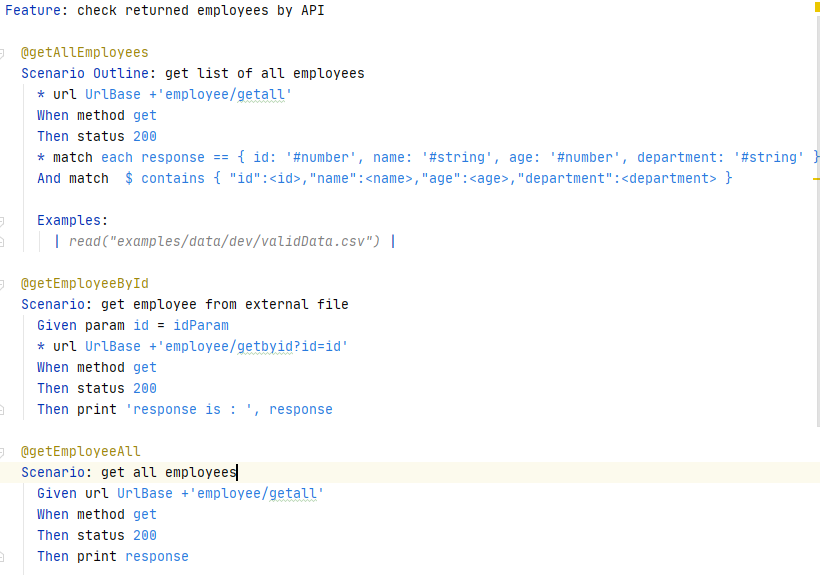 Feature: check returned employees by API
@getAllEmployees
Scenario Outline: get list of all employees
* url UrlBase +'employee/getall'
When method get
Then status 200
* match each response == { id: '#number', name: '#string', age: '#number', department: '#string' }
And match  $ contains { "id":<id>,"name":<name>,"age":<age>,"department":<department> }
Examples:
| read("examples/data/dev/validData.csv") |
@getEmployeeById
Scenario: get employee from external file
Given param id = idParam
* url UrlBase +'employee/getbyid?id=id'
When method get
Then status 200
Then print 'response is : ', response
@getEmployeeAll
Scenario: get all employees
Given url UrlBase +'employee/getall'
When method get
Then status 200
Then print response